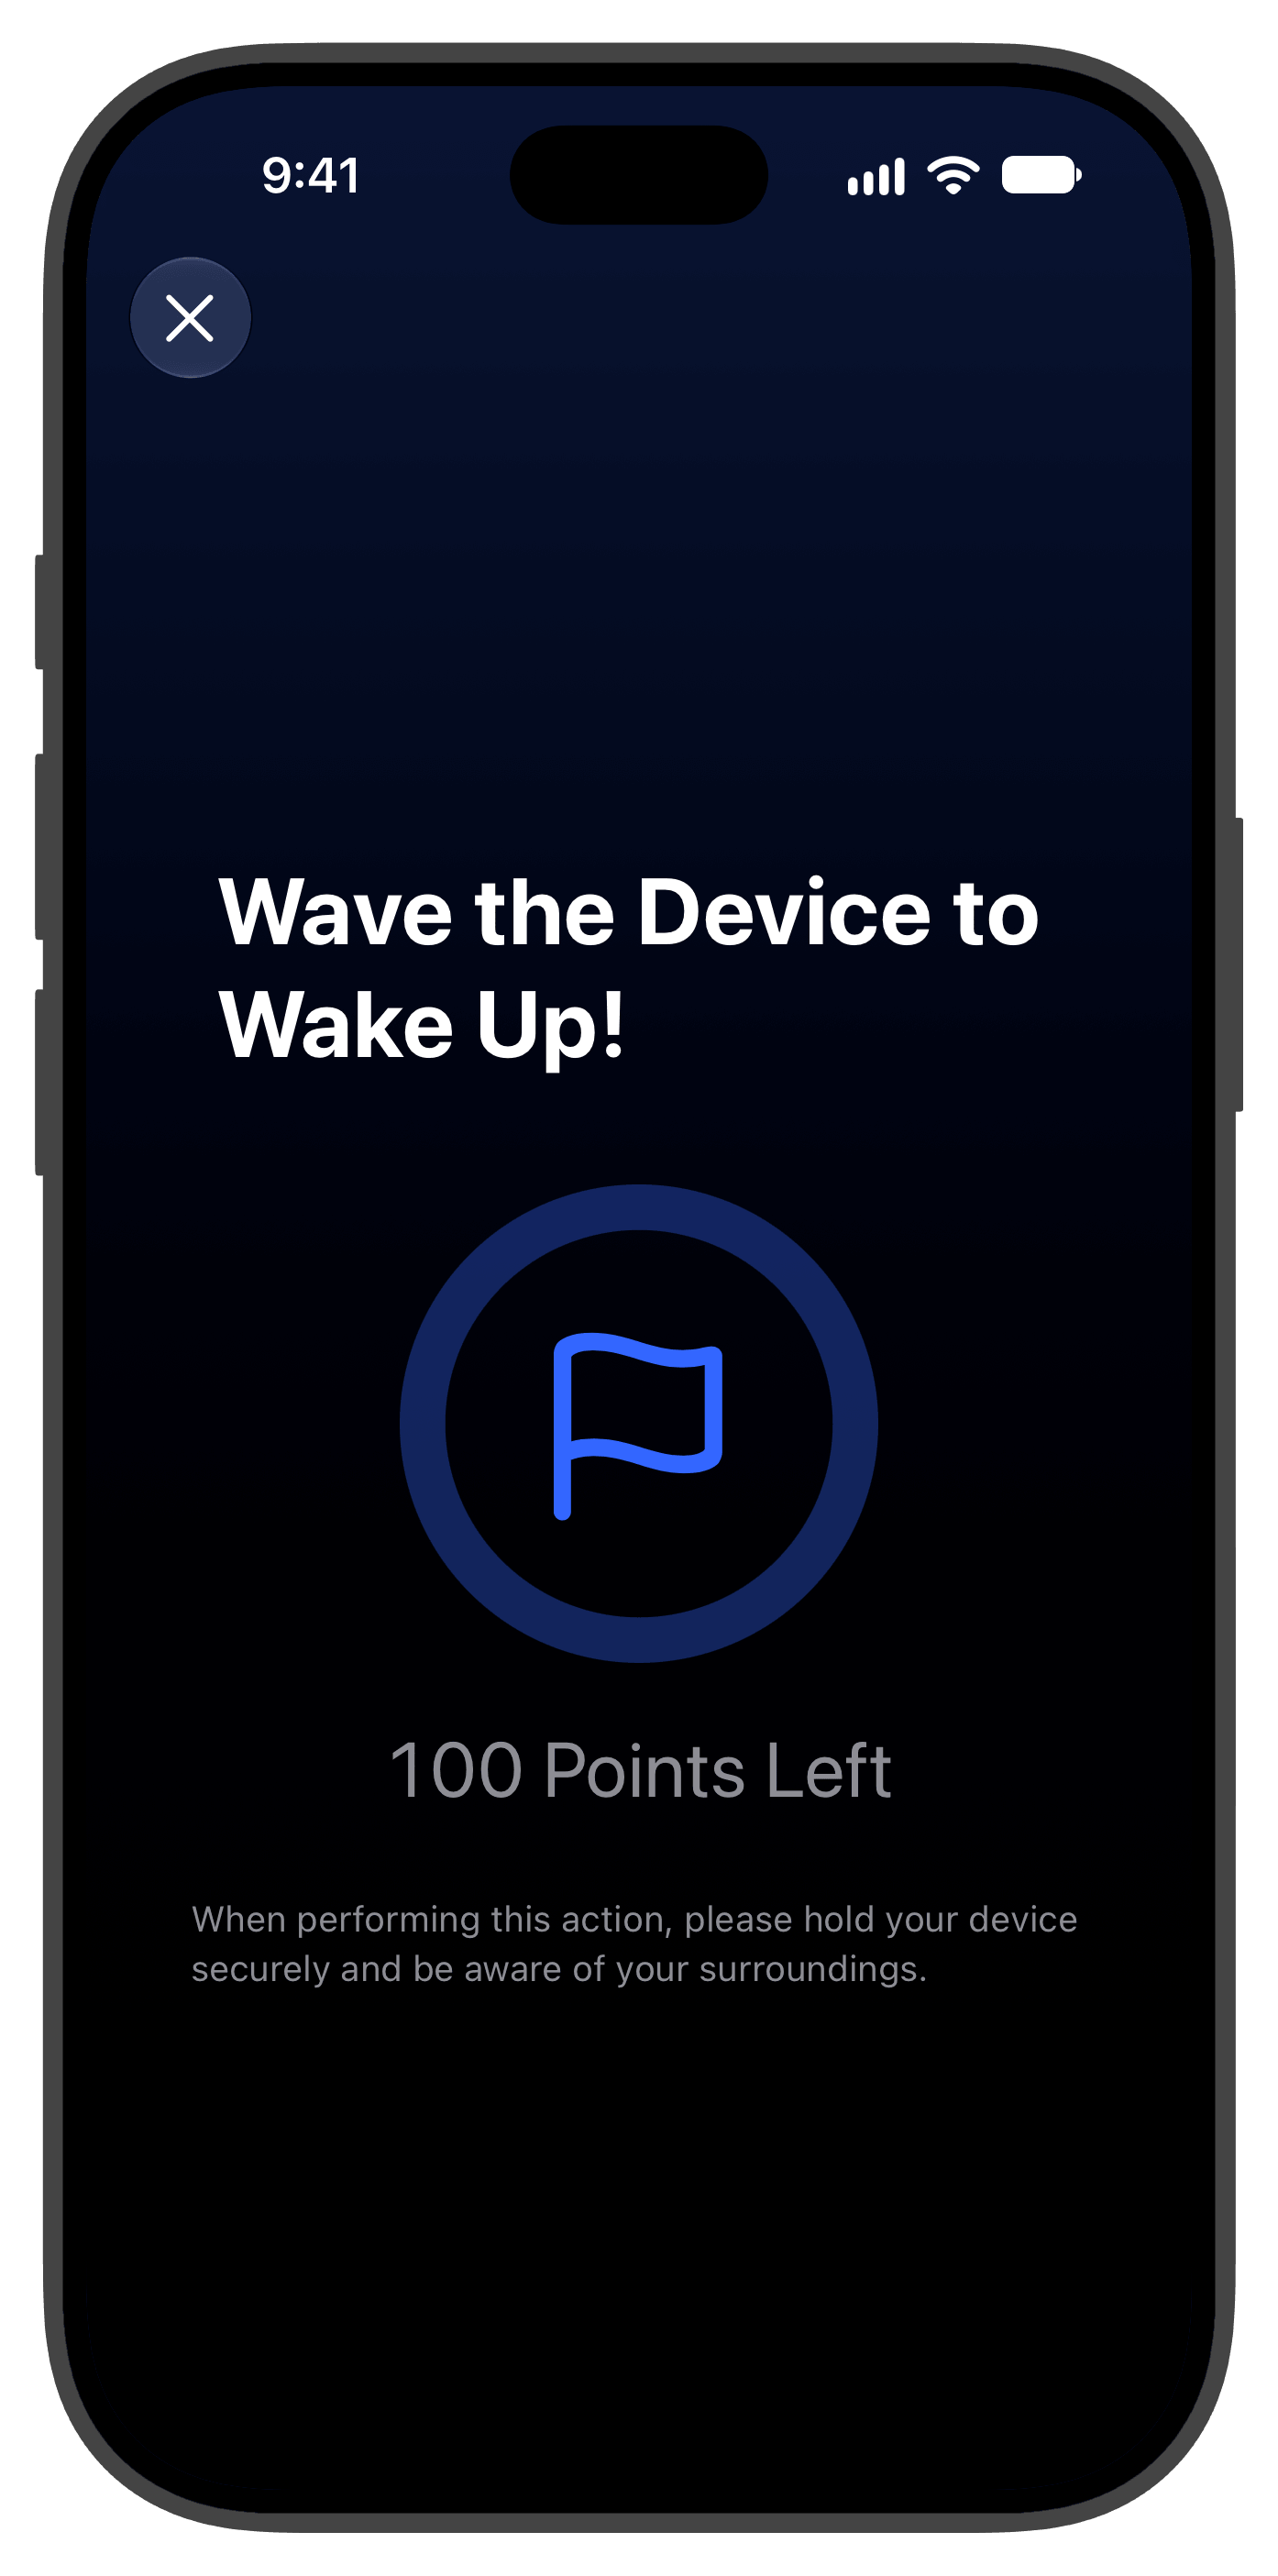 9:41
Wave the Device to
Wake Up!
100 Points Left
When performing this action, please hold your device
securely and be aware of your surroundings.